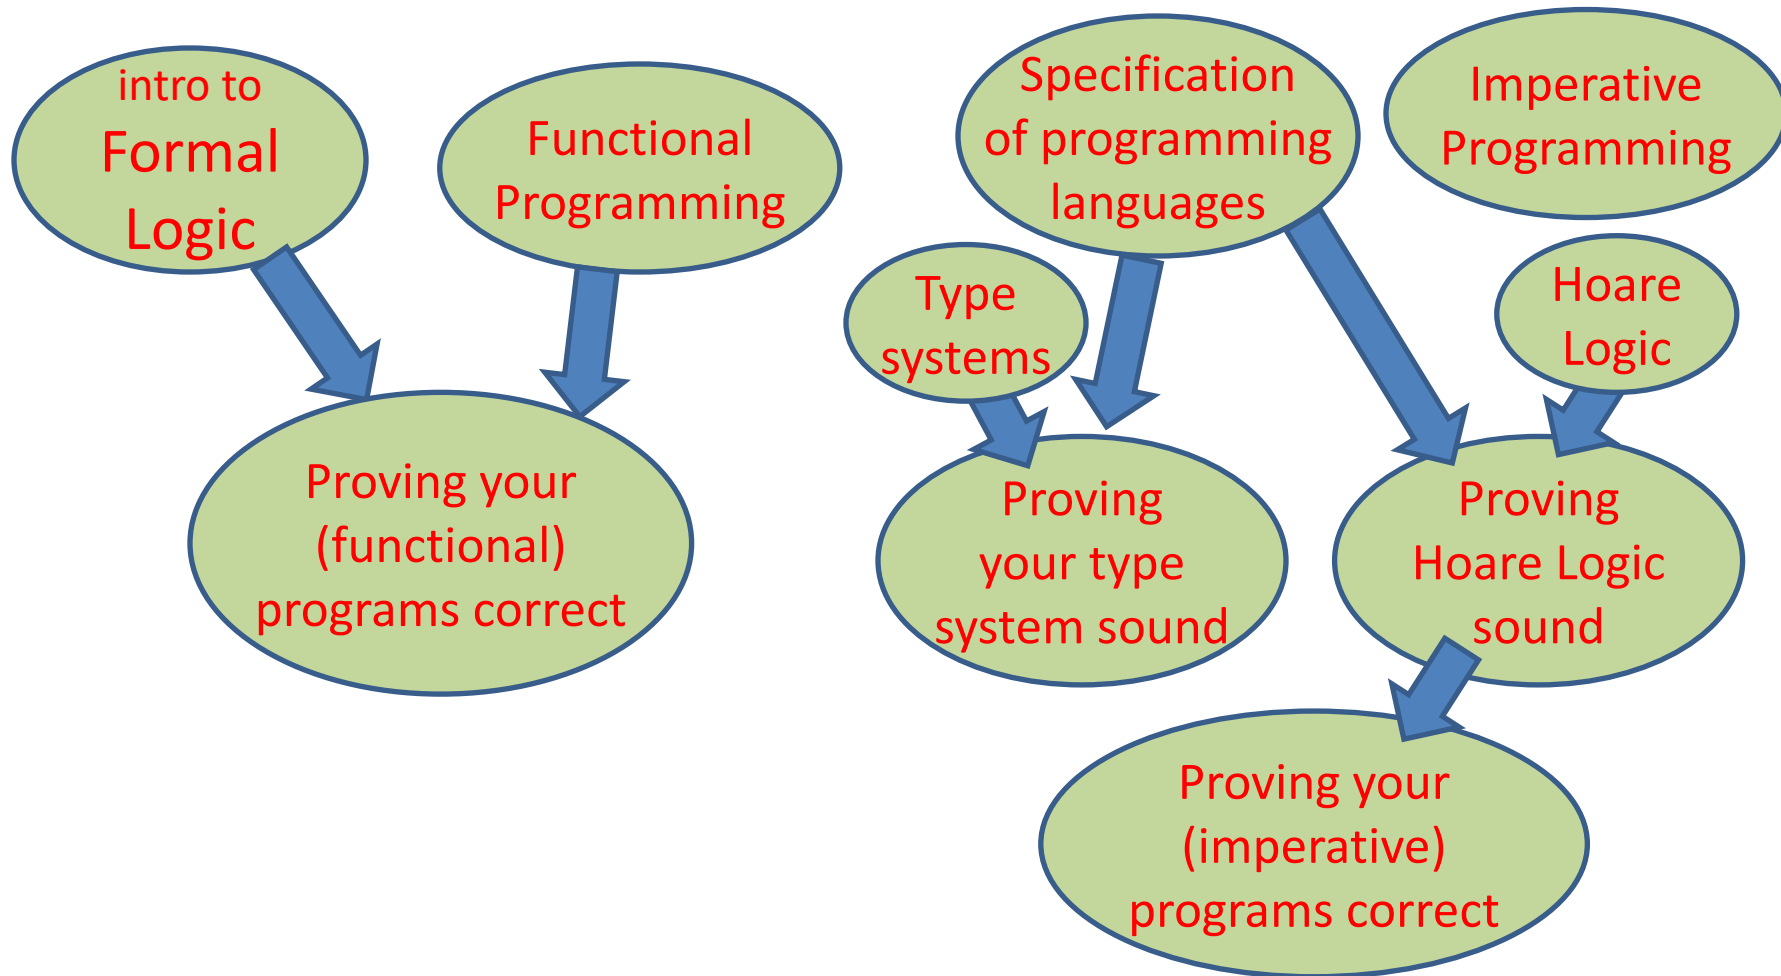 intro to
Formal
Logic
Functional
Programming
Specification
of programming
languages
Imperative
Programming
Type
systems
Hoare
Logic
Proving your
(functional)
programs correct
Proving
your type
system sound
Proving
Hoare Logic
sound
Proving your
(imperative)
programs correct